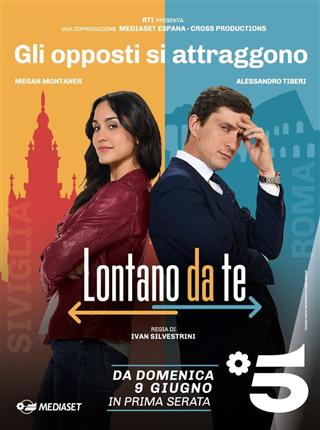 RTI PRESENTA
UNA COPRODUZIONE MEDIASET ESPANA - CROSS PRODUCTIONS
Gli opposti si attraggono
MEGAN MONTANER
ALESSANDRO TIBERI
SIVIGLIA
ROMA
Lontano da te
REGIA DI
IVAN SILVESTRINI
DA DOMENICA
9 GIUGNO
IN PRIMA SERATA
5
MEDIASET